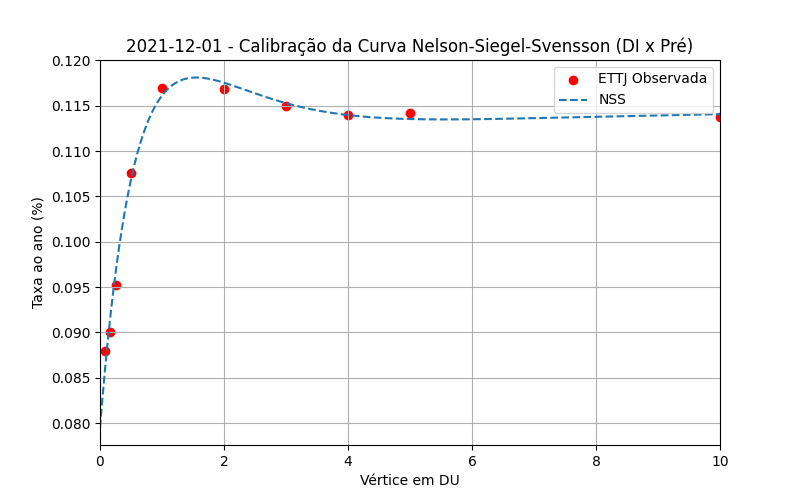 2021-12-01 - Calibração da Curva Nelson-Siegel-Svensson (DI x Pré)
0.120
0.115
0.110
0.105
0.100
0.095
0.090
0.085
0.080
Taxa ao ano (%)
ETTJ Observada
NSS
0 2 4 6 8 10
Vértice em DU